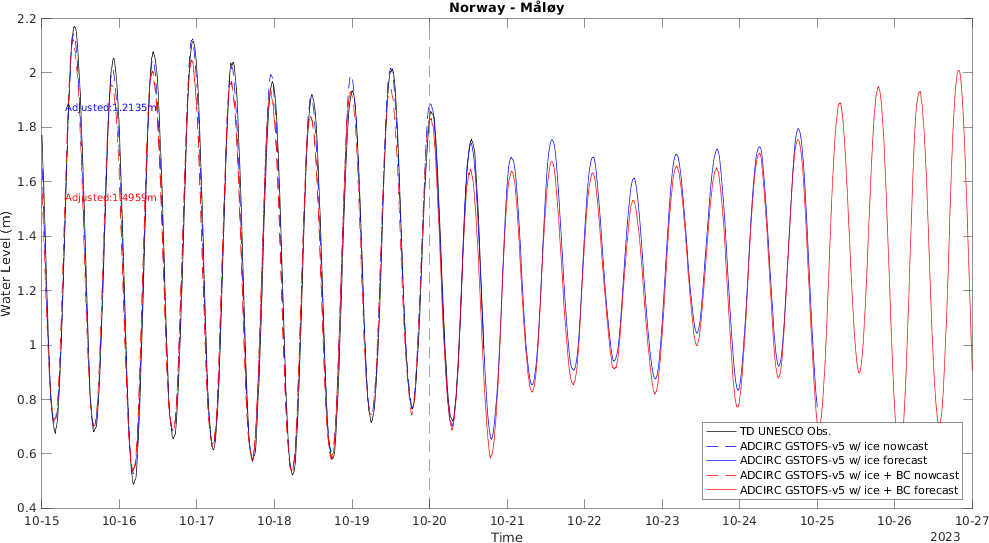 Norway - Måløy
2.2
2
1.8
1.6
1.4
1.2
1
0.8
0.6
0.4
Water Level (m)
Adjusted:1.2135m
Adjusted:1.4959m
TD UNESCO Obs.
ADCIRC GSTOFS-v5 w/ ice nowcast
ADCIRC GSTOFS-v5 w/ ice forecast
ADCIRC GSTOFS-v5 w/ ice + BC nowcast
ADCIRC GSTOFS-v5 w/ ice + BC forecast
10-15 10-16 10-17 10-18 10-19 10-20 10-21 10-22 10-23 10-24 10-25 10-26 10-27
Time
2023